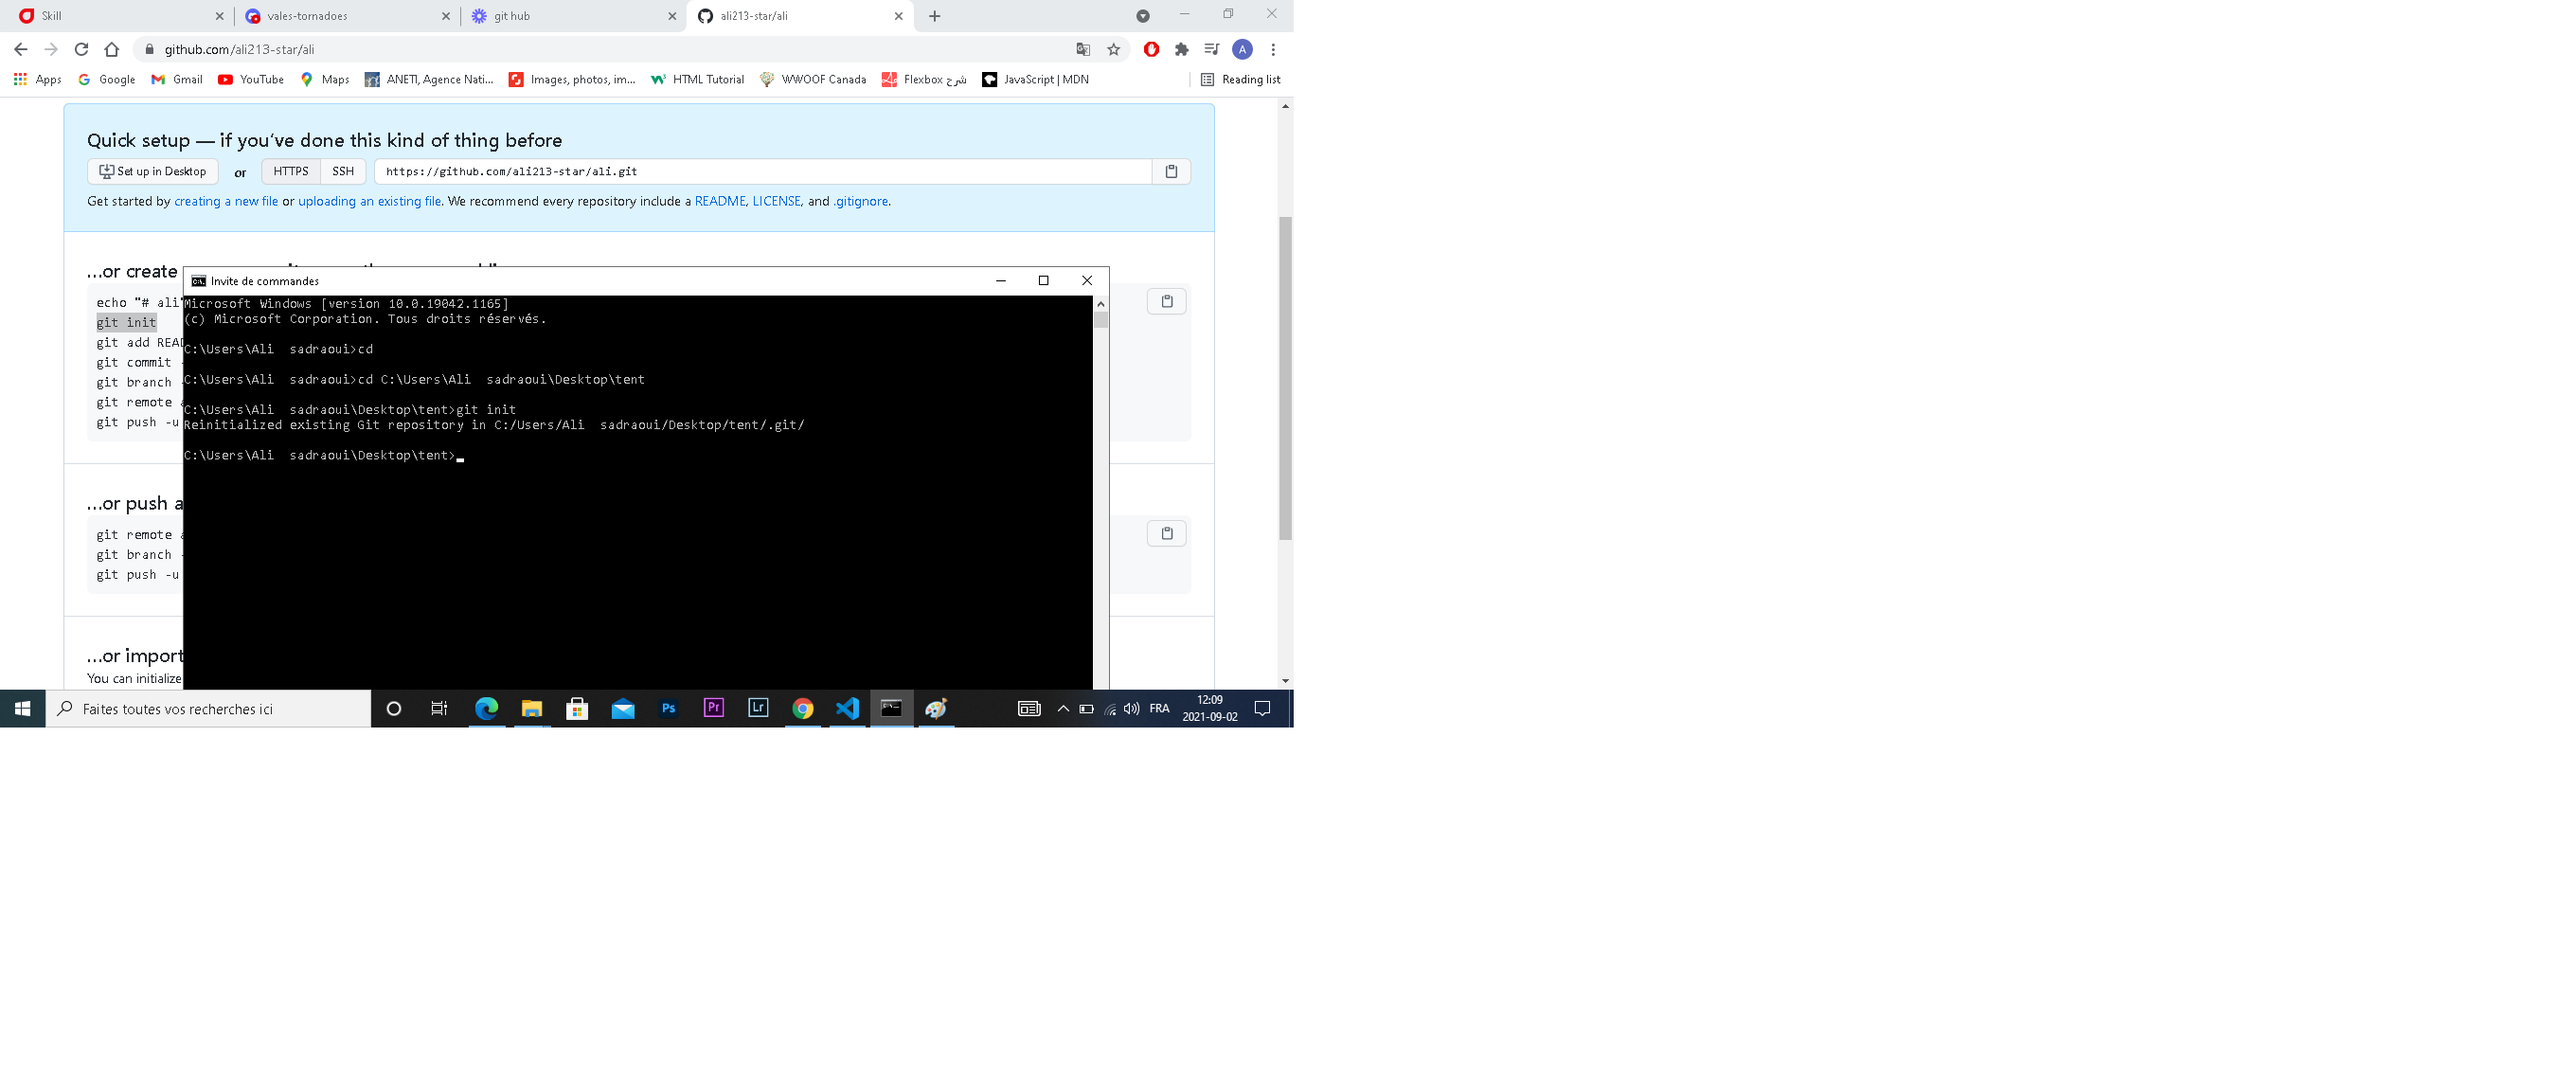 Skill
vales-tornadoes
git hub
ali213-star/ali
github.com/ali213-star/ali
A
Apps
Google
Gmail
YouTube
Maps
ANETI, Agence Nati...
Images, photos, im...
HTML Tutorial
WWOOF Canada
Flexbox شرح
JavaScript | MDN
Reading list
Quick setup — if you've done this kind of thing before
Set up in Desktop
or
HTTPS
SSH
https://github.com/ali213-star/ali.git
Get started by creating a new file or uploading an existing file. We recommend every repository include a README, LICENSE, and .gitignore.
...or create
echo "# ali"
git init
git add READ
git commit
git branch
git remote
git push -u
Invite de commandes
Microsoft Windows [version 10.0.19042.1165]
(c) Microsoft Corporation. Tous droits réservés.
C:\Users\Ali  sadraoui>cd
C:\Users\Ali  sadraoui>cd C:\Users\Ali  sadraoui\Desktop\tent
C:\Users\Ali  sadraoui\Desktop\tent>git init
Reinitialized existing Git repository in C:/Users/Ali  sadraoui/Desktop/tent/.git/
C:\Users\Ali  sadraoui\Desktop\tent>
...or push a
git remote
git branch
git push -u
...or import
You can initialize
Faites toutes vos recherches ici
Ps
Pr
Lr
FRA
12:09
2021-09-02